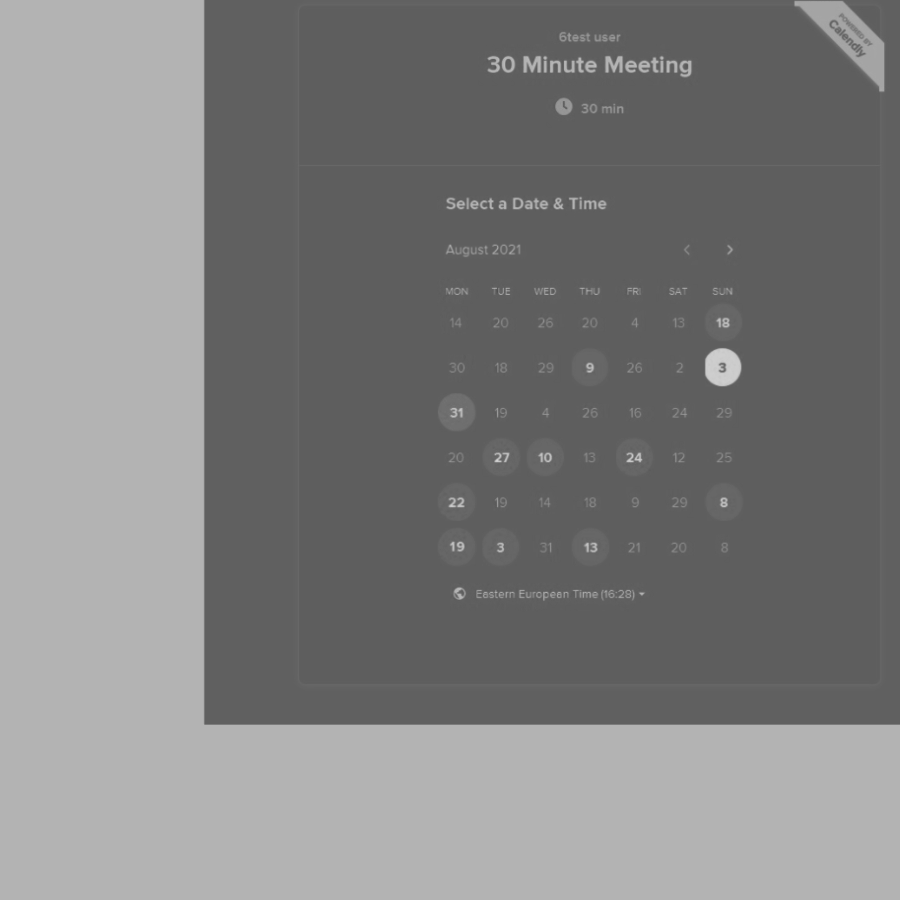 6test user
POWERED BY
Calendly
30 Minute Meeting
30 min
Select a Date & Time
August 2021
MON TUE WED THU FRI SAT SUN
14 20 26 20 4 13 18
30 18 29 9 26 2 3
31 19 4 26 16 24 29
20 27 10 13 24 12 25
22 19 14 18 9 29 8
19 3 31 13 21 20 8
Eastern European Time (16:28)